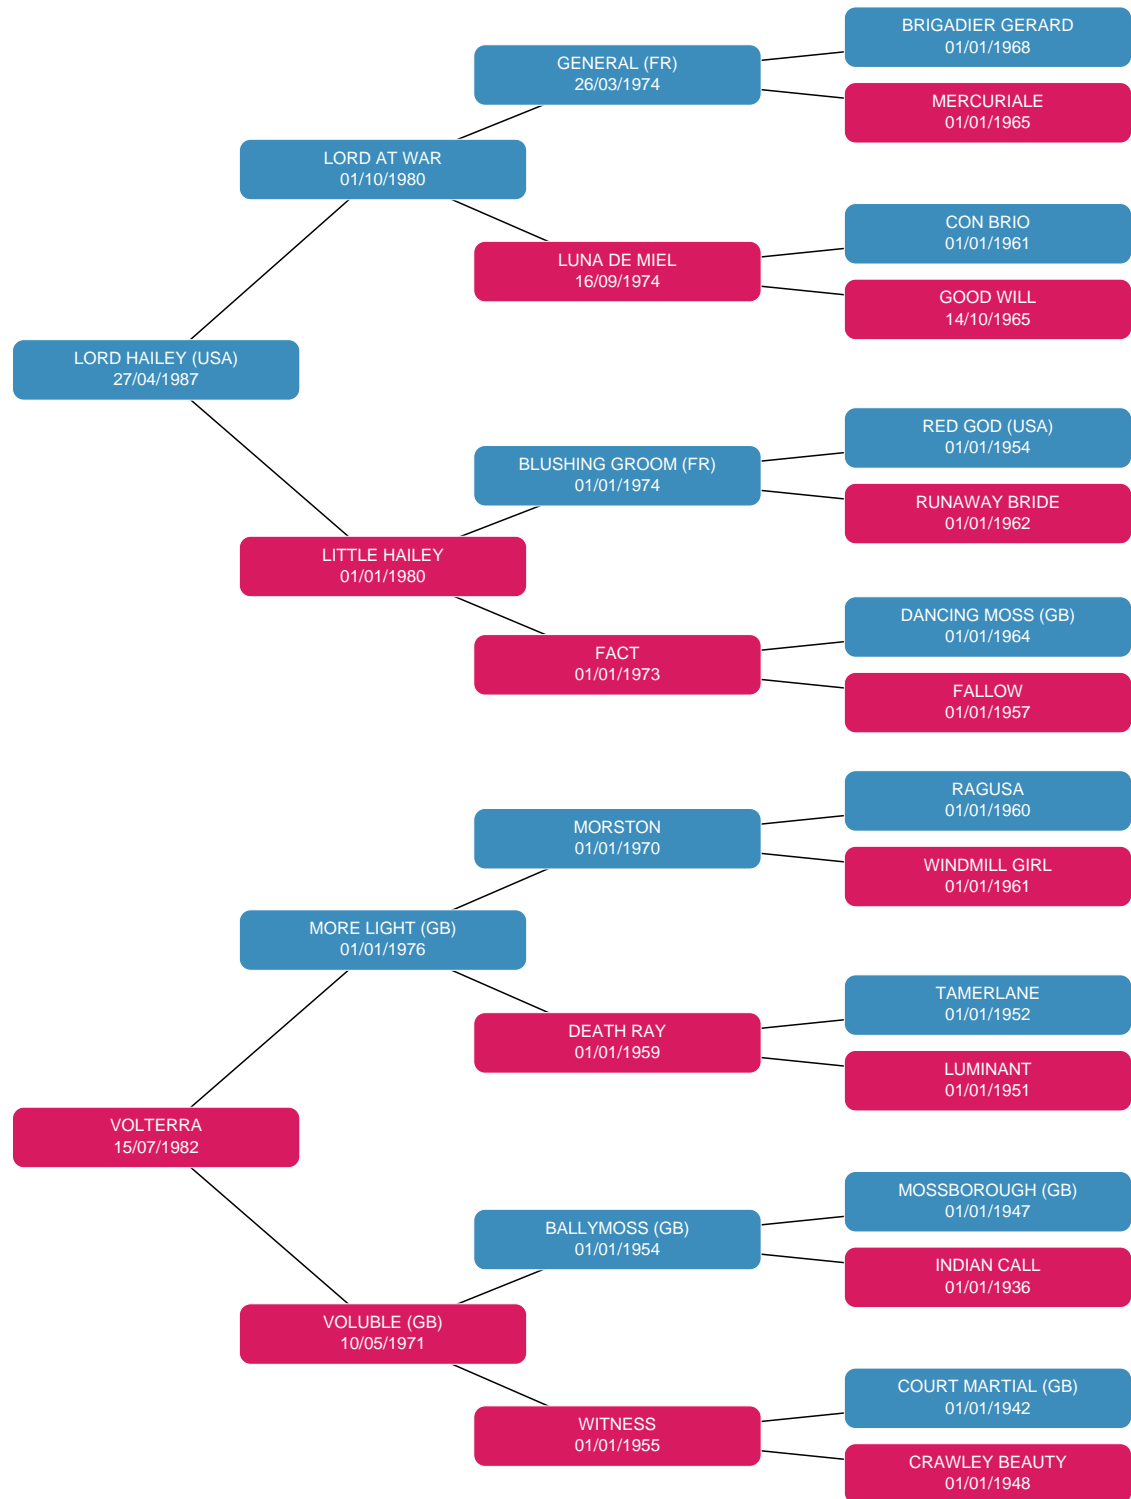 BRIGADIER GERARD
01/01/1968
GENERAL (FR)
26/03/1974
MERCURIALE
01/01/1965
LORD AT WAR
01/10/1980
CON BRIO
01/01/1961
LUNA DE MIEL
16/09/1974
GOOD WILL
14/10/1965
LORD HAILEY (USA)
27/04/1987
RED GOD (USA)
01/01/1954
BLUSHING GROOM (FR)
01/01/1974
RUNAWAY BRIDE
01/01/1962
LITTLE HAILEY
01/01/1980
DANCING MOSS (GB)
01/01/1964
FACT
01/01/1973
FALLOW
01/01/1957
RAGUSA
01/01/1960
MORSTON
01/01/1970
WINDMILL GIRL
01/01/1961
MORE LIGHT (GB)
01/01/1976
TAMERLANE
01/01/1952
DEATH RAY
01/01/1959
LUMINANT
01/01/1951
VOLTERRA
15/07/1982
MOSSBOROUGH (GB)
01/01/1947
BALLYMOSS (GB)
01/01/1954
INDIAN CALL
01/01/1936
VOLUBLE (GB)
10/05/1971
COURT MARTIAL (GB)
01/01/1942
WITNESS
01/01/1955
CRAWLEY BEAUTY
01/01/1948